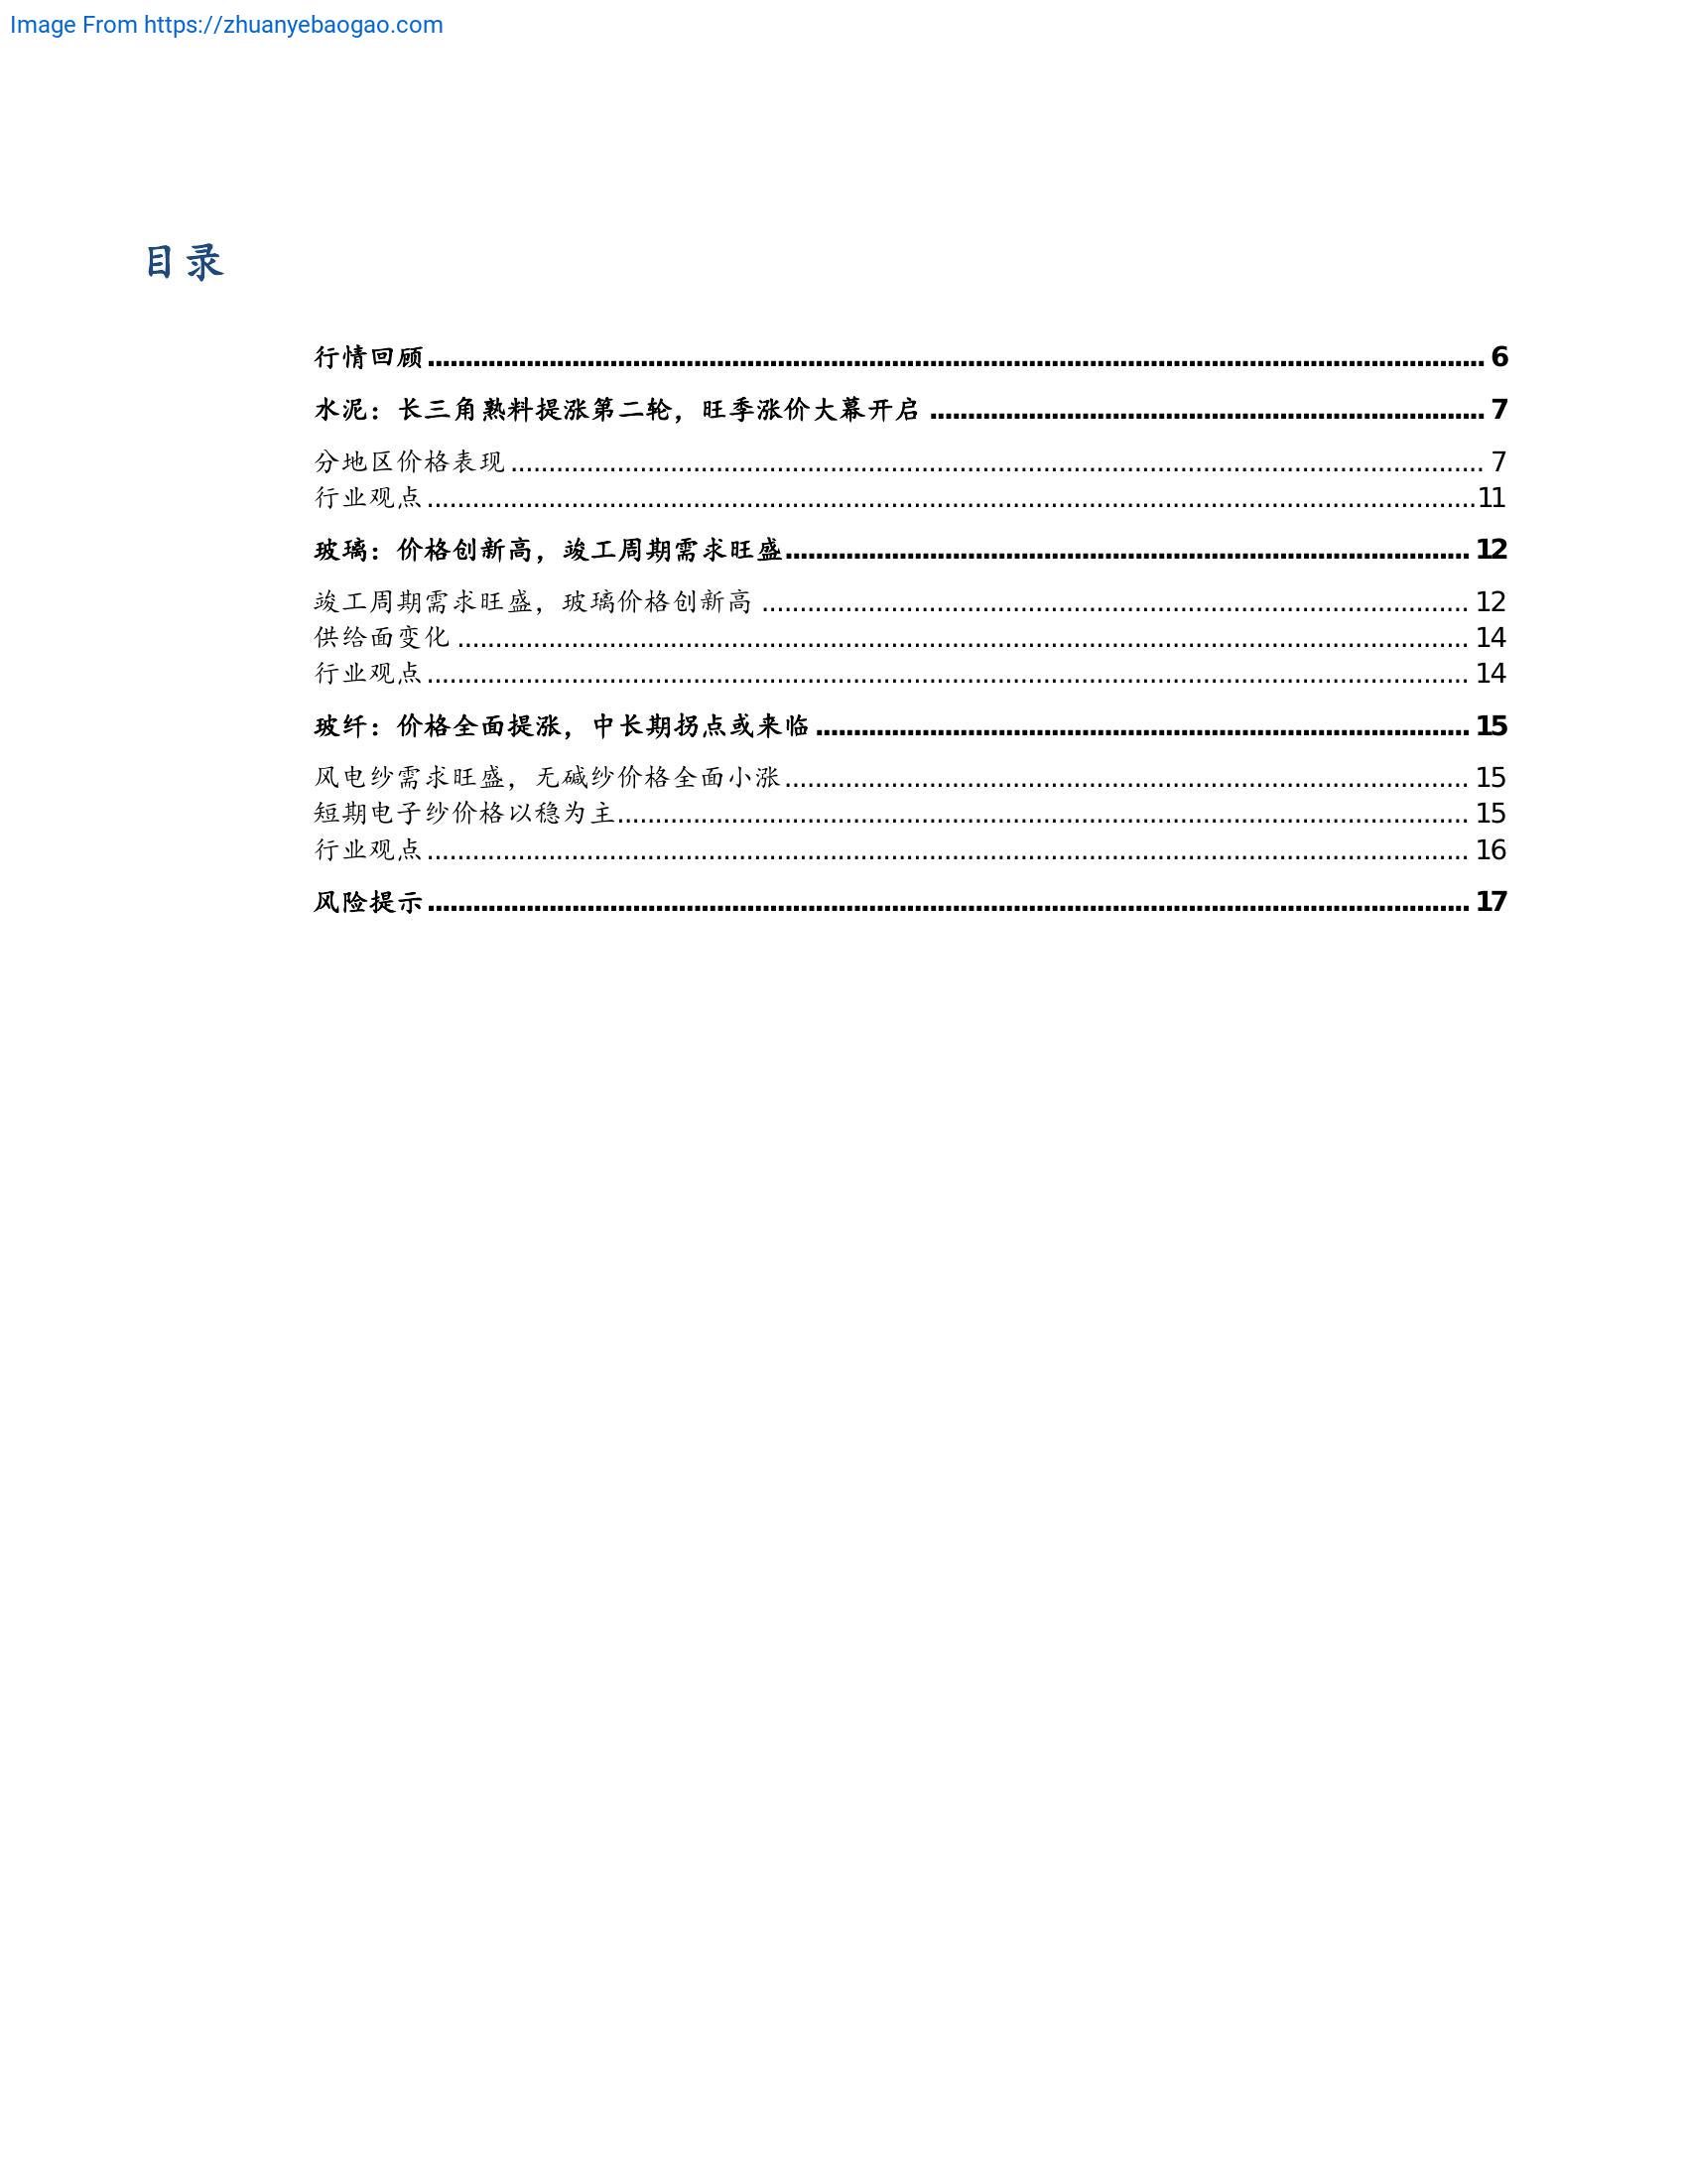 Image From https://zhuanyebaogao.com
目录
行情回顾 6
水泥：长三角熟料提涨第二轮，旺季涨价大幕开启 7
分地区价格表现 7
行业观点 11
玻璃：价格创新高，竣工周期需求旺盛 12
竣工周期需求旺盛，玻璃价格创新高 12
供给面变化 14
行业观点 14
玻纤：价格全面提涨，中长期拐点或来临 15
风电纱需求旺盛，无碱纱价格全面小涨 15
短期电子纱价格以稳为主 15
行业观点 16
风险提示 17